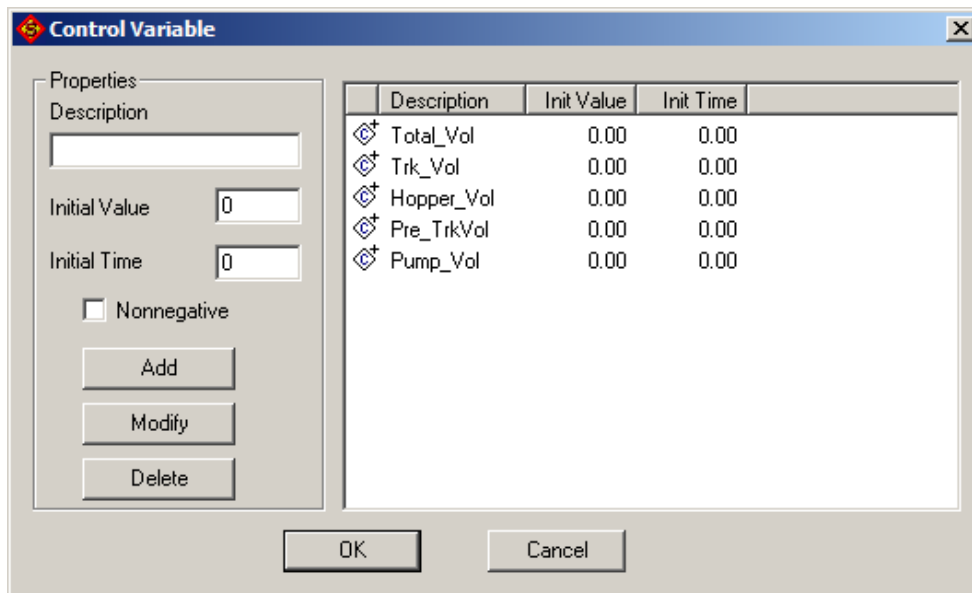 Control Variable
Properties
Description
Initial Value 0
Initial Time 0
Nonnegative
Add
Modify
Delete
Description Init Value Init Time
Total_Vol 0.00 0.00
Trk_Vol 0.00 0.00
Hopper_Vol 0.00 0.00
Pre_TrkVol 0.00 0.00
Pump_Vol 0.00 0.00
OK Cancel